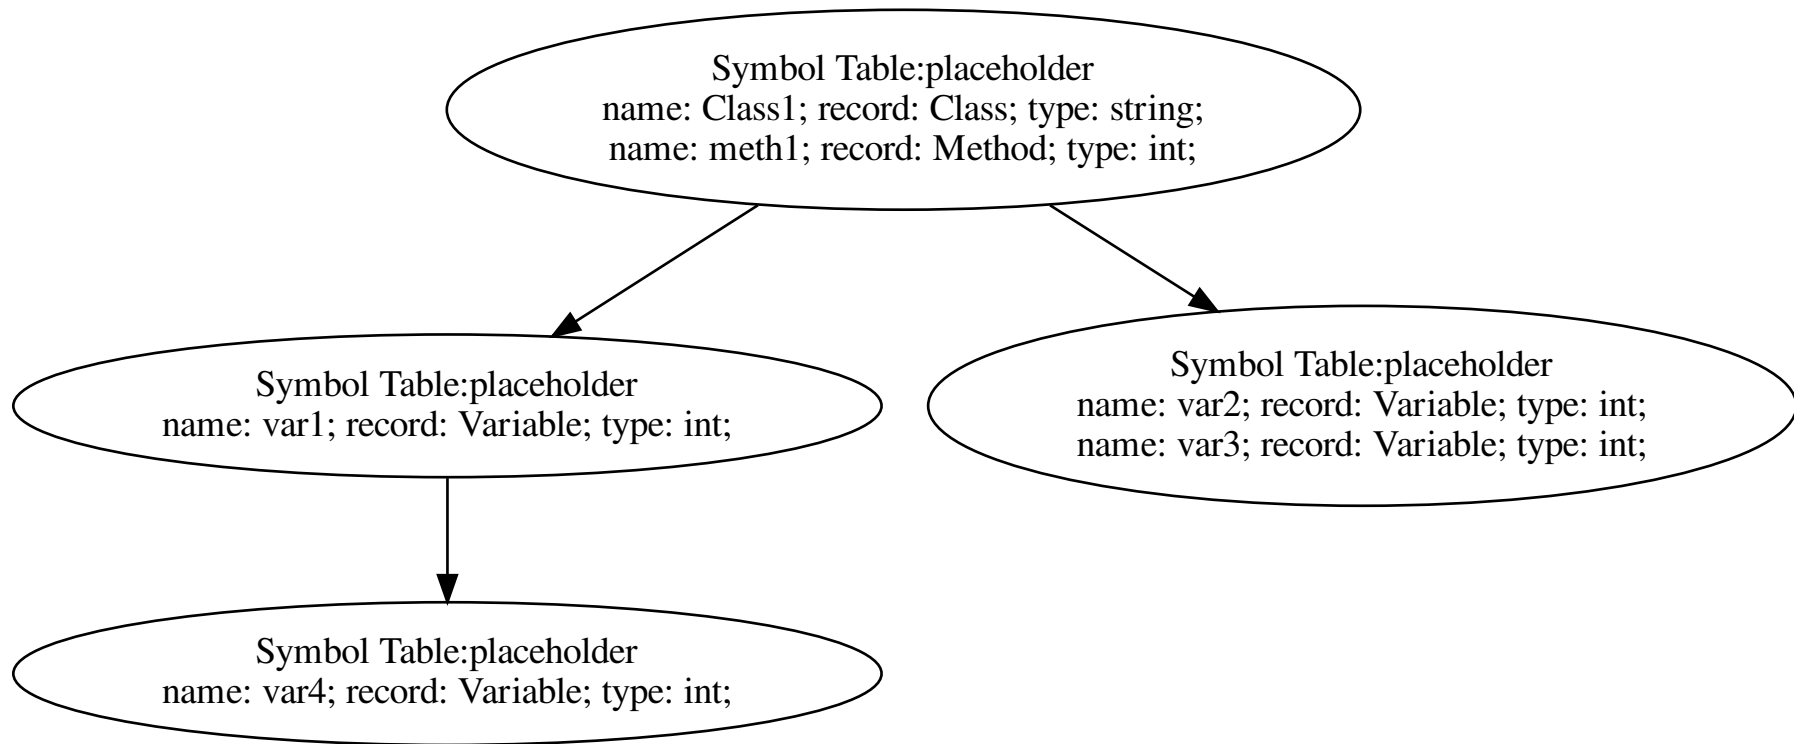 Symbol Table:placeholder
name: Class1; record: Class; type: string;
name: meth1; record: Method; type: int;
Symbol Table:placeholder
name: var1; record: Variable; type: int;
Symbol Table:placeholder
name: var2; record: Variable; type: int;
name: var3; record: Variable; type: int;
Symbol Table:placeholder
name: var4; record: Variable; type: int;